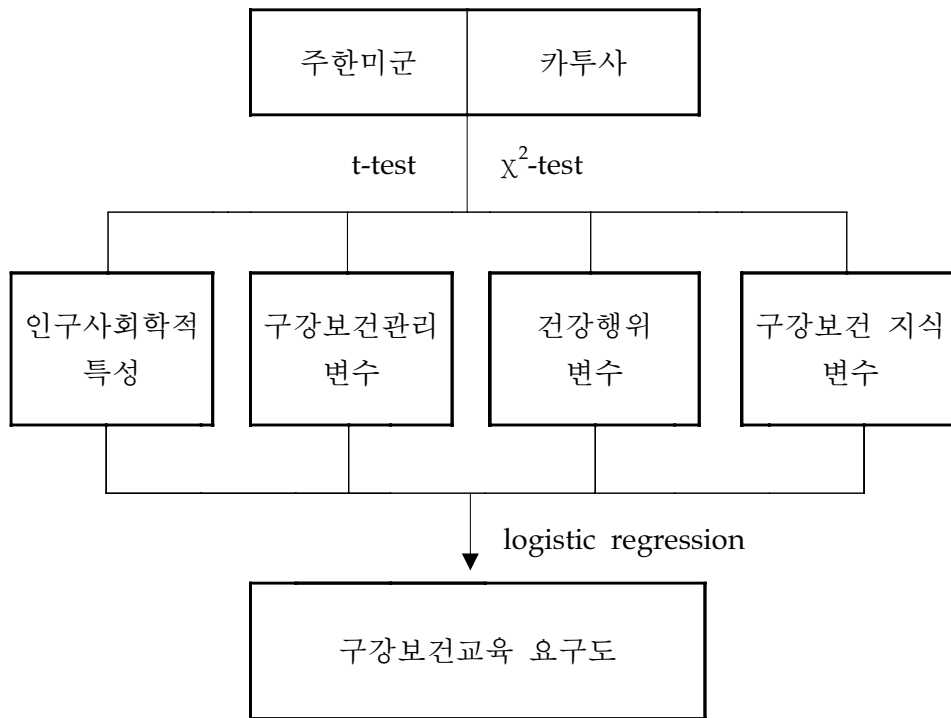 주한미군 카투사
t-test χ²-test
인구사회학적
특성
구강보건관리
변수
건강행위
변수
구강보건 지식
변수
logistic regression
구강보건교육 요구도